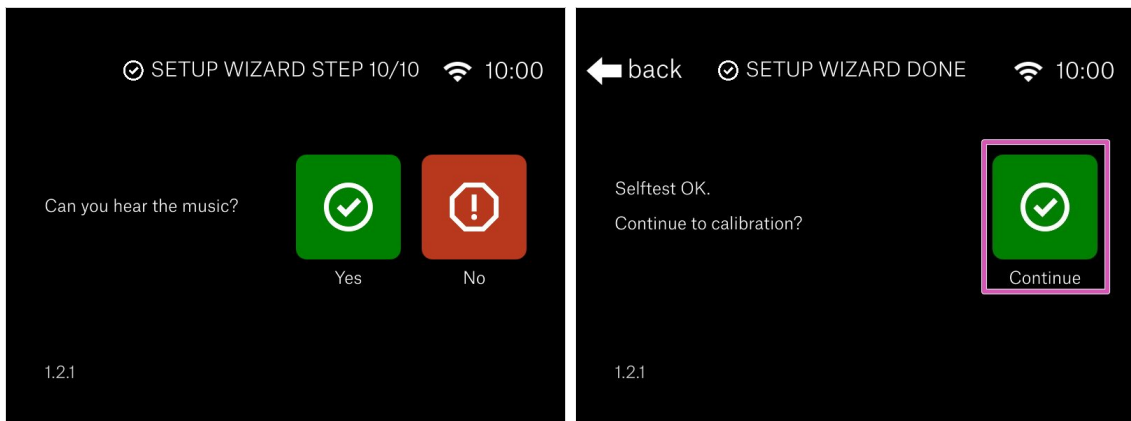 SETUP WIZARD STEP 10/10 10:00
Can you hear the music?
Yes No
1.2.1
back SETUP WIZARD DONE 10:00
Selftest OK.
Continue to calibration?
Continue
1.2.1